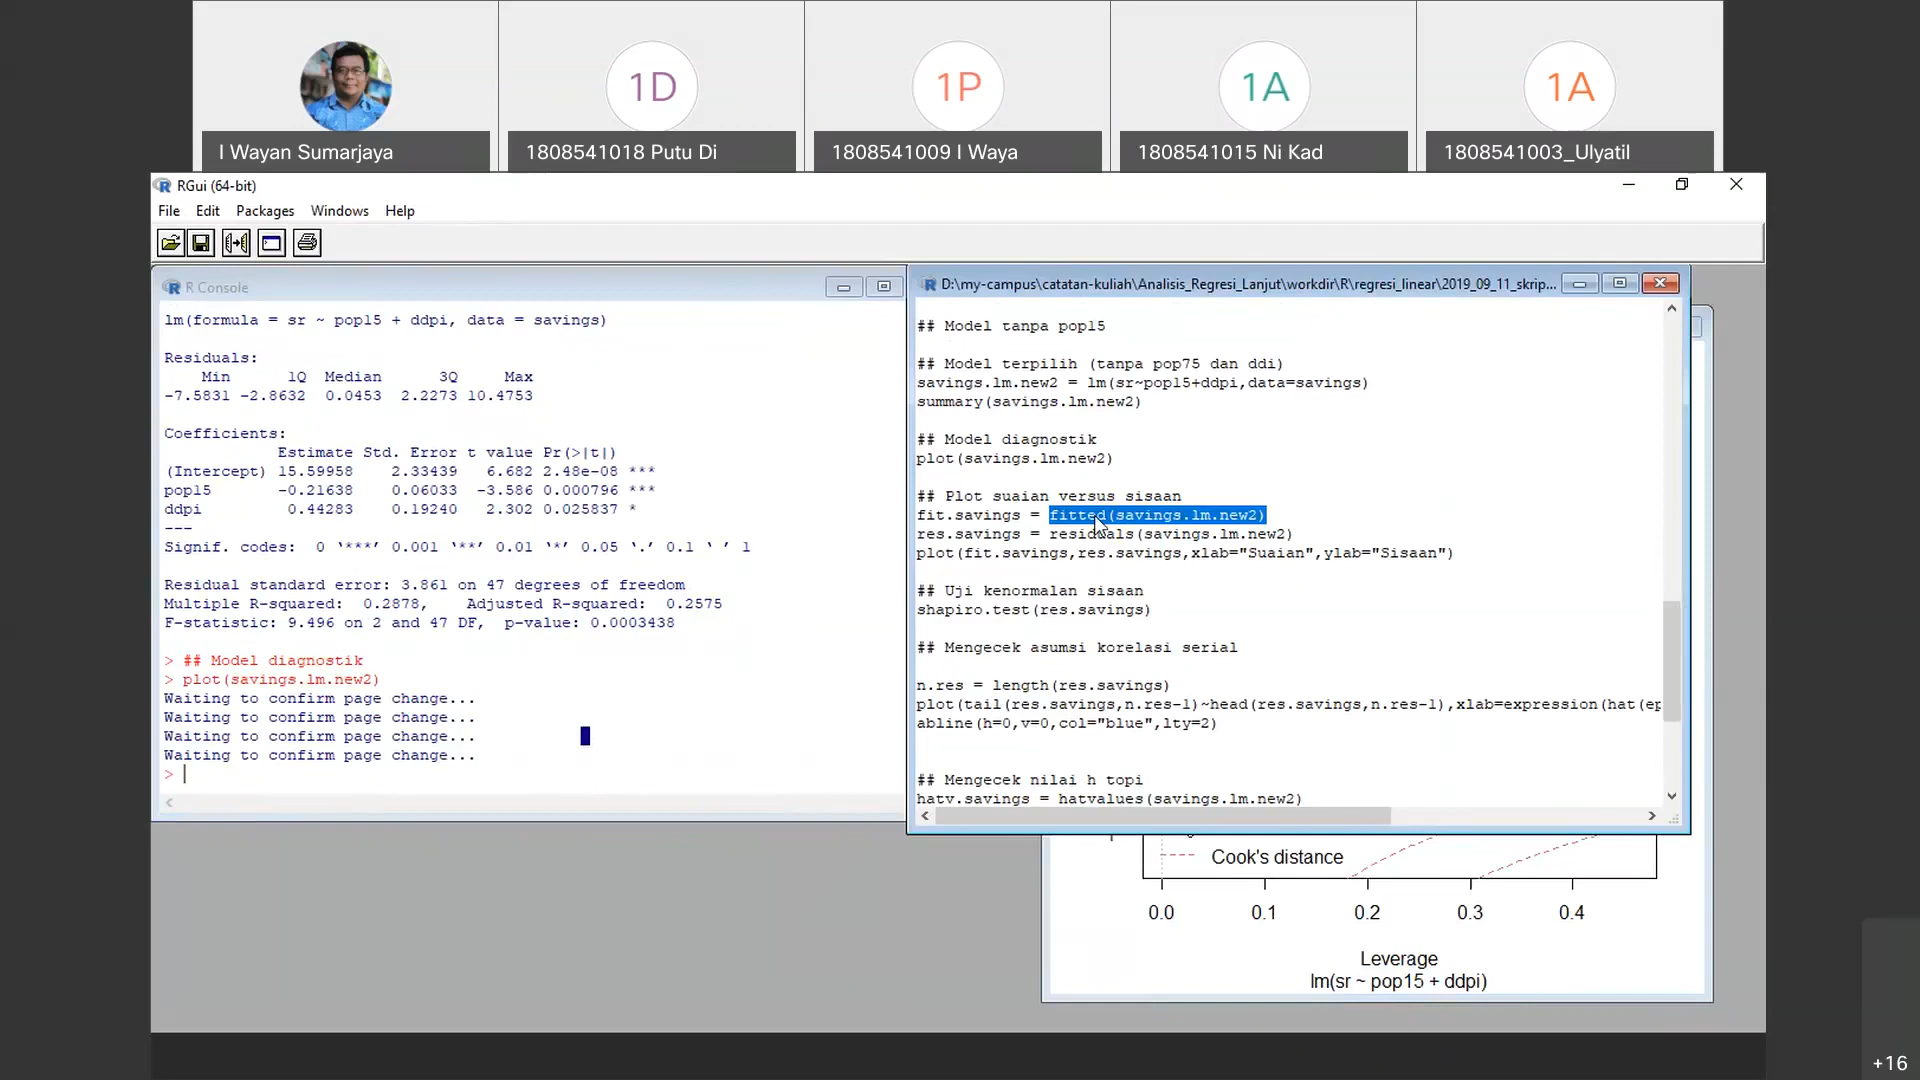 1D
1P
1A
1A
I Wayan Sumarjaya
1808541018 Putu Di
1808541009 I Waya
1808541015 Ni Kad
1808541003_Ulyatil
RGui (64-bit)
File Edit Packages Windows Help
R Console
lm(formula = sr ~ pop15 + ddpi, data = savings)
Residuals:
Min 1Q Median 3Q Max
-7.5831 -2.8632 0.0453 2.2273 10.4753
Coefficients:
Estimate Std. Error t value Pr(>|t|)
(Intercept) 15.59958 2.33439 6.682 2.48e-08 ***
pop15 -0.21638 0.06033 -3.586 0.000796 ***
ddpi 0.44283 0.19240 2.302 0.025837 *
---
Signif. codes: 0 ‘***’ 0.001 ‘**’ 0.01 ‘*’ 0.05 ‘.’ 0.1 ‘ ’ 1
Residual standard error: 3.861 on 47 degrees of freedom
Multiple R-squared: 0.2878, Adjusted R-squared: 0.2575
F-statistic: 9.496 on 2 and 47 DF, p-value: 0.0003438
> ## Model diagnostik
> plot(savings.lm.new2)
Waiting to confirm page change...
Waiting to confirm page change...
Waiting to confirm page change...
Waiting to confirm page change...
>
D:\my-campus\catatan-kuliah\Analisis_Regresi_Lanjut\workdir\R\regresi_linear\2019_09_11_skrip...
## Model tanpa pop15
## Model terpilih (tanpa pop75 dan ddi)
savings.lm.new2 = lm(sr~pop15+ddpi,data=savings)
summary(savings.lm.new2)
## Model diagnostik
plot(savings.lm.new2)
## Plot suaian versus sisaan
fit.savings = fitted(savings.lm.new2)
res.savings = residuals(savings.lm.new2)
plot(fit.savings,res.savings,xlab="Suaian",ylab="Sisaan")
## Uji kenormalan sisaan
shapiro.test(res.savings)
## Mengecek asumsi korelasi serial
n.res = length(res.savings)
plot(tail(res.savings,n.res-1)~head(res.savings,n.res-1),xlab=expression(hat(ep
abline(h=0,v=0,col="blue",lty=2)
## Mengecek nilai h topi
hatv.savings = hatvalues(savings.lm.new2)
Cook's distance
0.0 0.1 0.2 0.3 0.4
Leverage
lm(sr ~ pop15 + ddpi)
+16